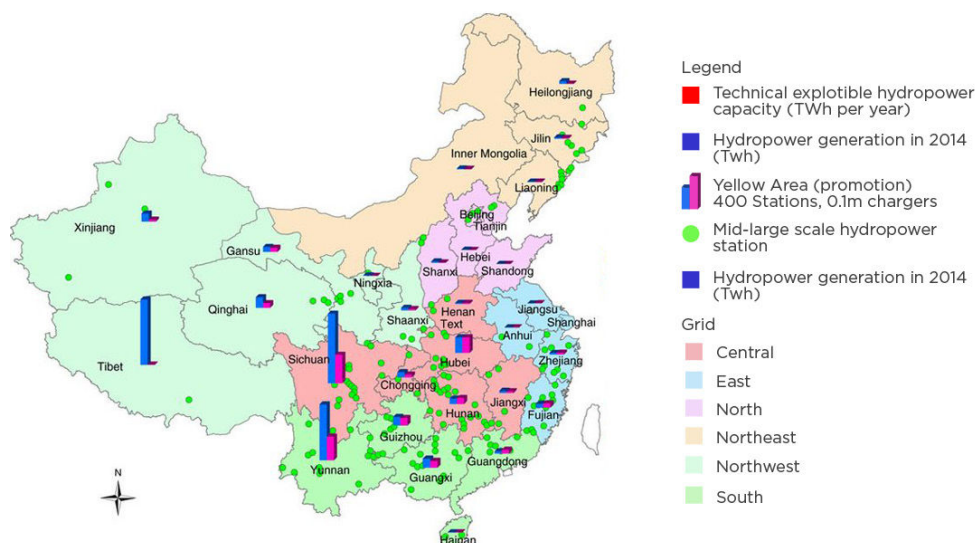 Heilongjiang
Jilin
Inner Mongolia
Liaoning
Beijing
Tianjin
Xinjiang
Gansu
Hebei
Shanxi
Shandong
Ningxia
Qinghai
Shaanxi
Henan
Text
Jiangsu
Shanghai
Anhui
Tibet
Sichuan
Hubei
Zhejiang
Chongqing
Hunan
Jiangxi
Fujian
Guizhou
Yunnan
Guangxi
Guangdong
Hainan
N
Legend
Technical explotible hydropower
capacity (TWh per year)
Hydropower generation in 2014
(Twh)
Yellow Area (promotion)
400 Stations, 0.1m chargers
Mid-large scale hydropower
station
Hydropower generation in 2014
(Twh)
Grid
Central
East
North
Northeast
Northwest
South